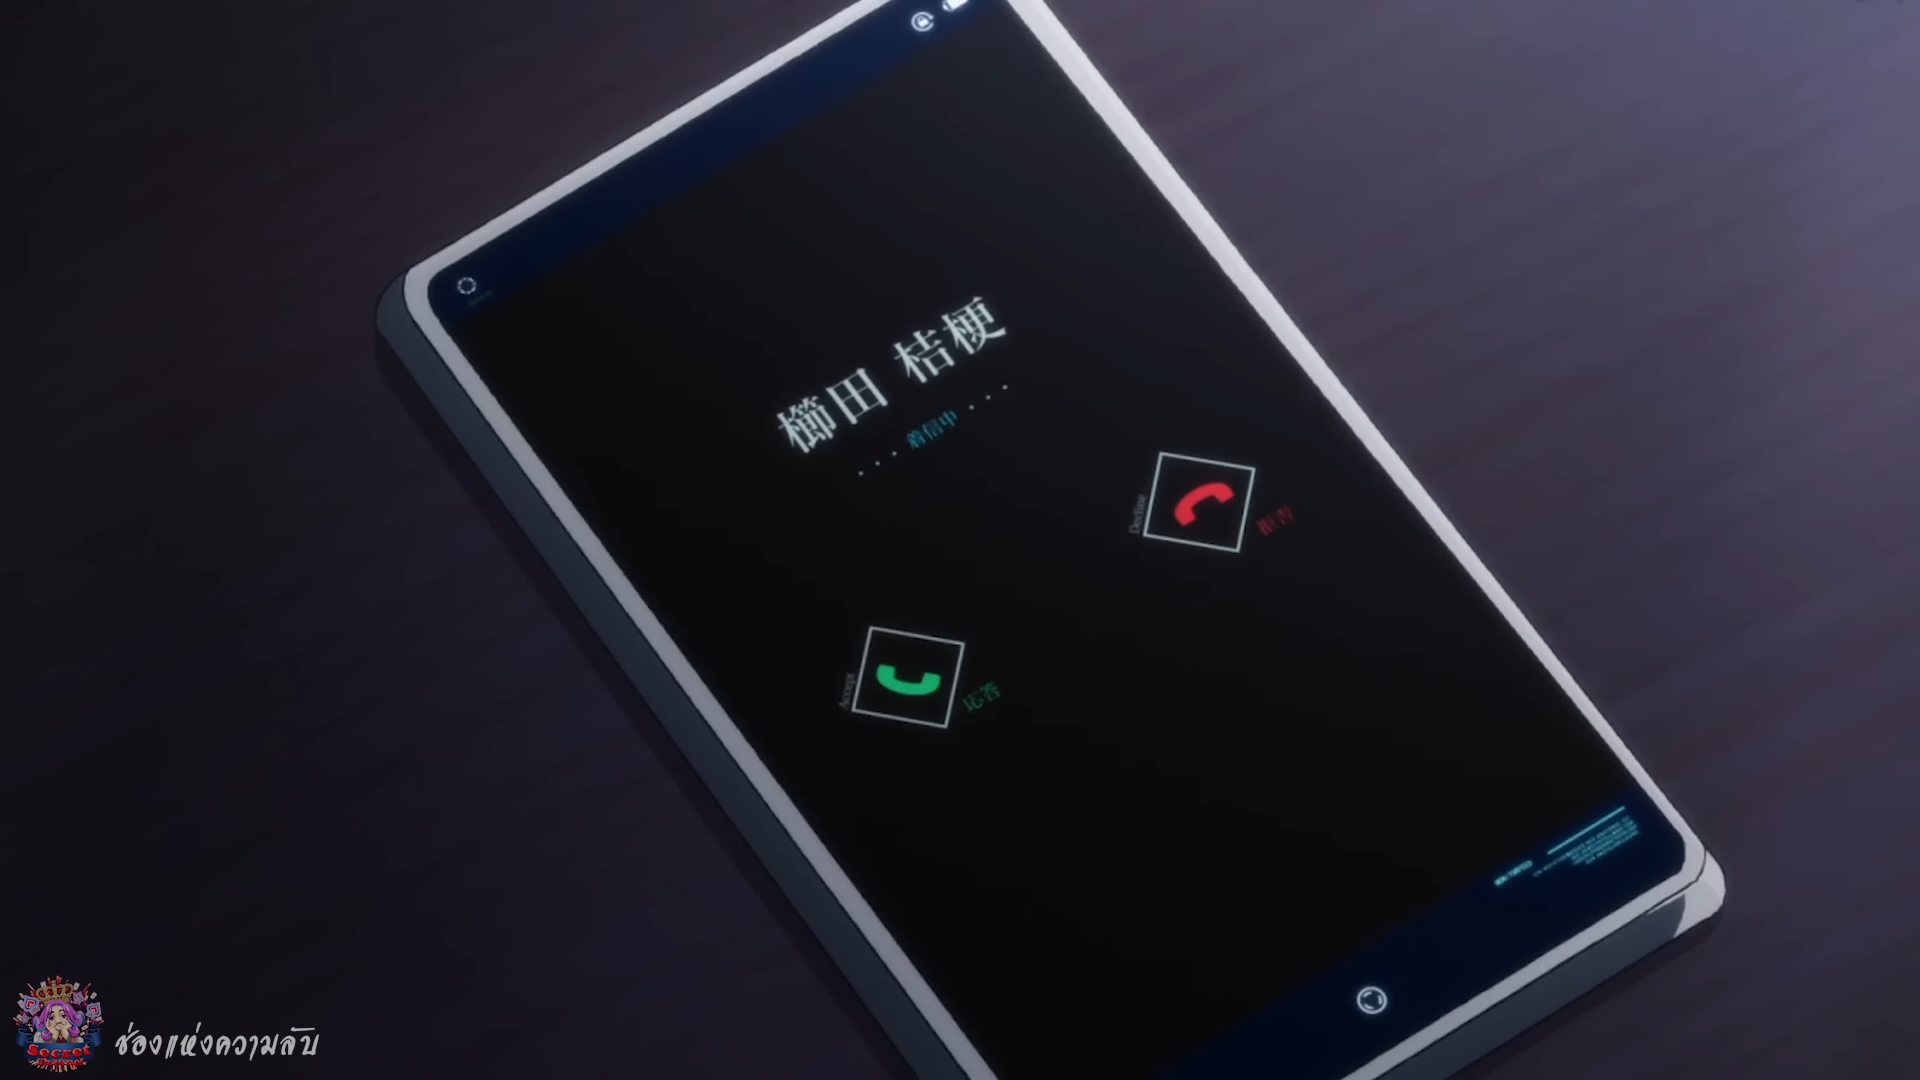 櫛田 桔梗
・・・着信中・・・
Decline
拒否
Accept
応答
Secret
ช่องแห่งความลับ